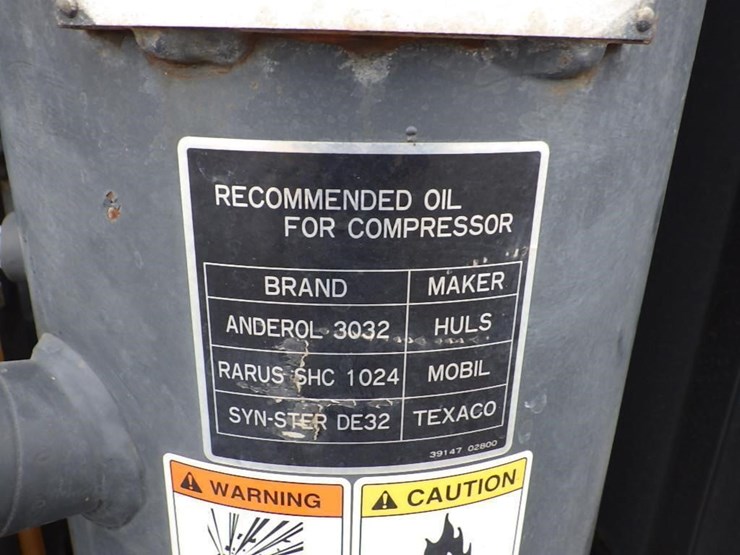 RECOMMENDED OIL
FOR COMPRESSOR
BRAND MAKER
ANDEROL 3032 HULS
RARUS SHC 1024 MOBIL
SYN-STER DE32 TEXACO
39147 02800
WARNING
CAUTION